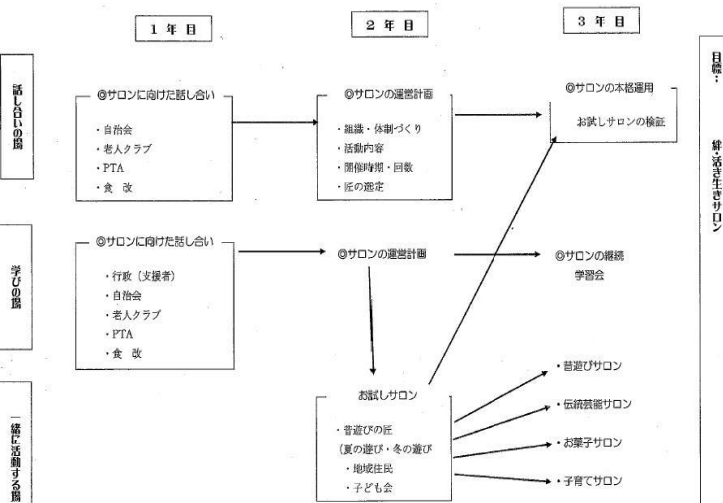 1 年 目
2 年 目
3 年 目
目標：　絆・活き生きサロン
話し合いの場
◎サロンに向けた話し合い
・自治会
・老人クラブ
・PTA
・食　改
◎サロンの運営計画
・組織・体制づくり
・活動内容
・開催時期・回数
・匠の選定
◎サロンの本格運用
お試しサロンの検証
学びの場
◎サロンに向けた話し合い
・行政（支援者）
・自治会
・老人クラブ
・PTA
・食　改
◎サロンの運営計画
◎サロンの継続
学習会
一緒に活動する場
お試しサロン
・昔遊びの匠
（夏の遊び・冬の遊び
・地域住民
・子ども会
・昔遊びサロン
・伝統芸能サロン
・お菓子サロン
・子育てサロン